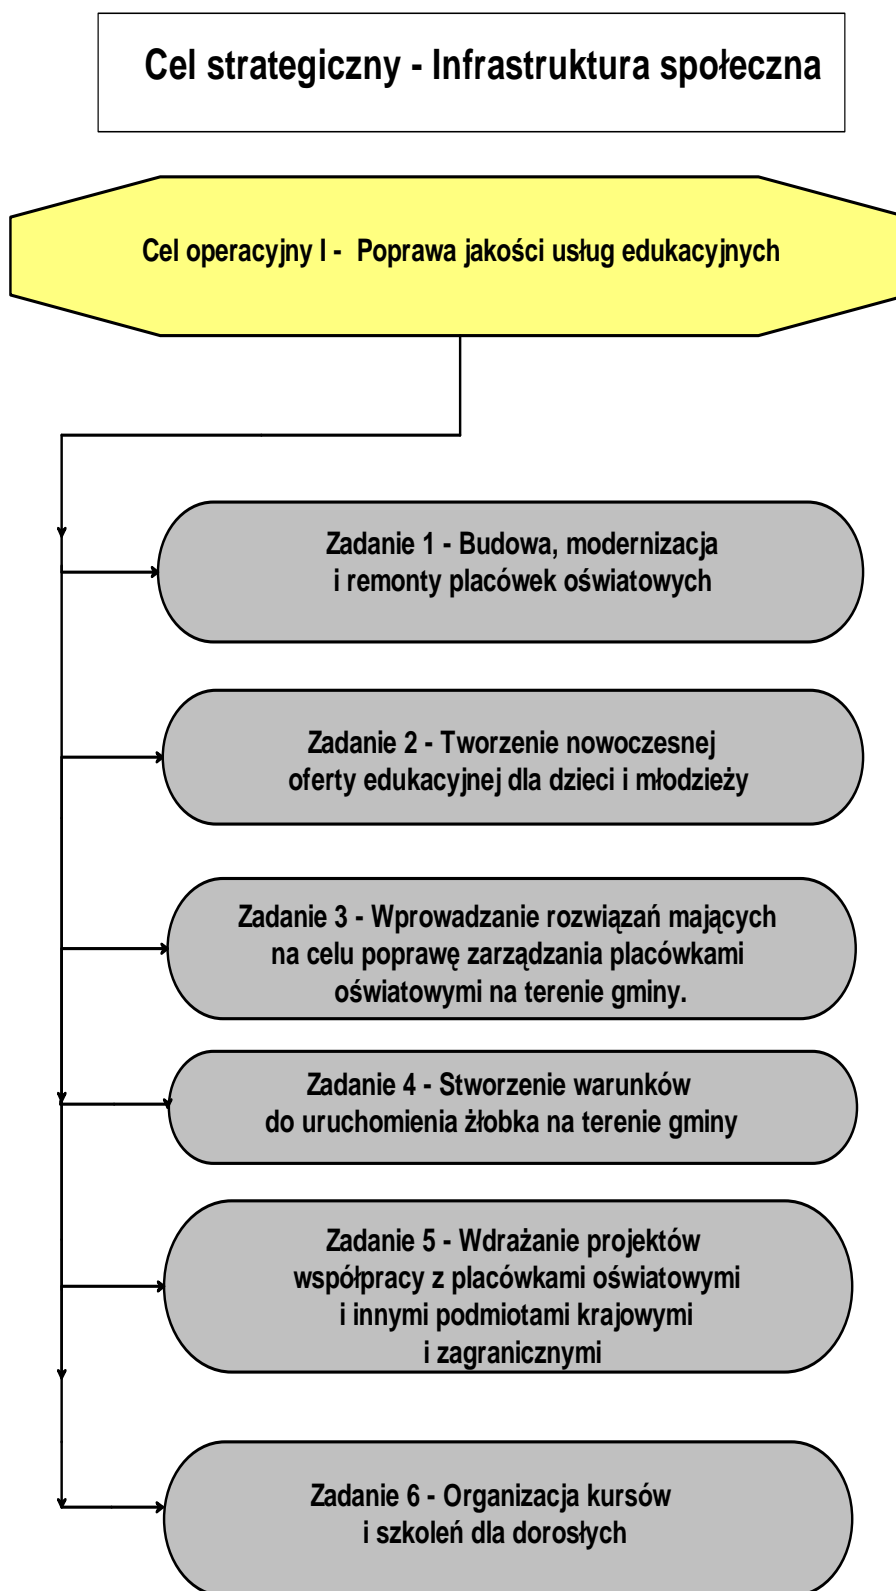 Cel strategiczny - Infrastruktura społeczna
Cel operacyjny I -  Poprawa jakości usług edukacyjnych
Zadanie 1 - Budowa, modernizacja
i remonty placówek oświatowych
Zadanie 2 - Tworzenie nowoczesnej
oferty edukacyjnej dla dzieci i młodzieży
Zadanie 3 - Wprowadzanie rozwiązań mających
na celu poprawę zarządzania placówkami
oświatowymi na terenie gminy.
Zadanie 4 - Stworzenie warunków
do uruchomienia żłobka na terenie gminy
Zadanie 5 - Wdrażanie projektów
współpracy z placówkami oświatowymi
i innymi podmiotami krajowymi
i zagranicznymi
Zadanie 6 - Organizacja kursów
i szkoleń dla dorosłych